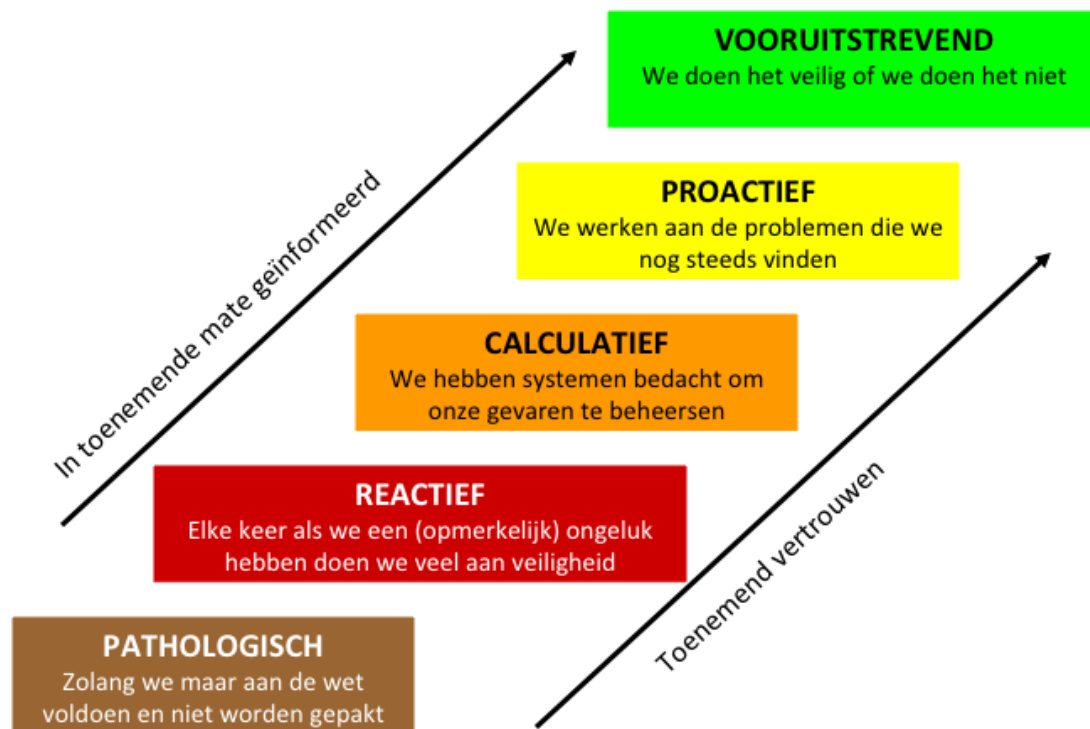 VOORUITSTREVEND
We doen het veilig of we doen het niet
PROACTIEF
We werken aan de problemen die we
nog steeds vinden
In toenemende mate geïnformeerd
CALCULATIEF
We hebben systemen bedacht om
onze gevaren te beheersen
REACTIEF
Elke keer als we een (opmerkelijk) ongeluk
hebben doen we veel aan veiligheid
Toenemend vertrouwen
PATHOLOGISCH
Zolang we maar aan de wet
voldoen en niet worden gepakt